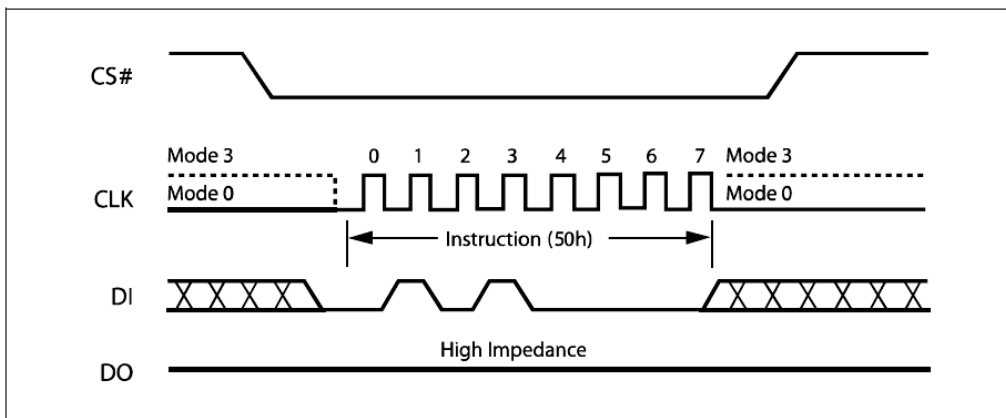 CS#
Mode 3 0 1 2 3 4 5 6 7 Mode 3
CLK Mode 0 Mode 0
Instruction (50h)
DI
High Impedance
DO